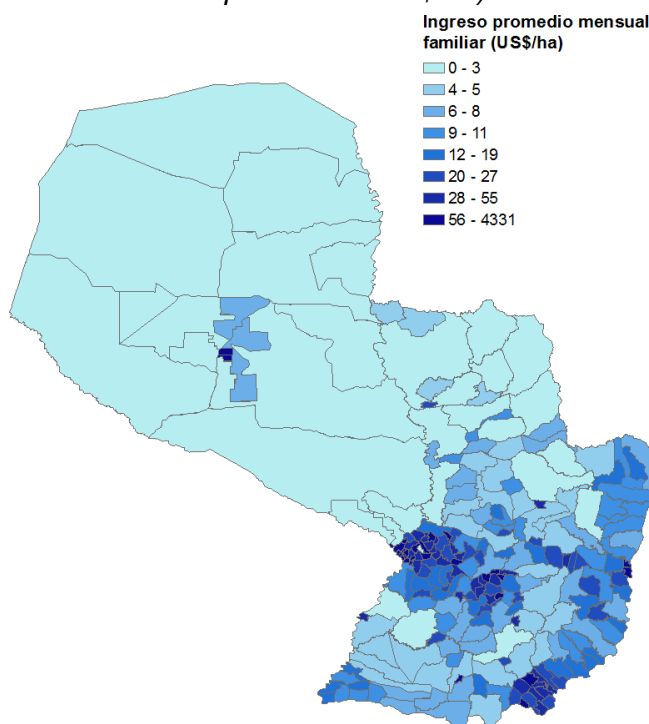 Ingreso promedio mensual
familiar (US$/ha)
0 - 3
4 - 5
6 - 8
9 - 11
12 - 19
20 - 27
28 - 55
56 - 4331